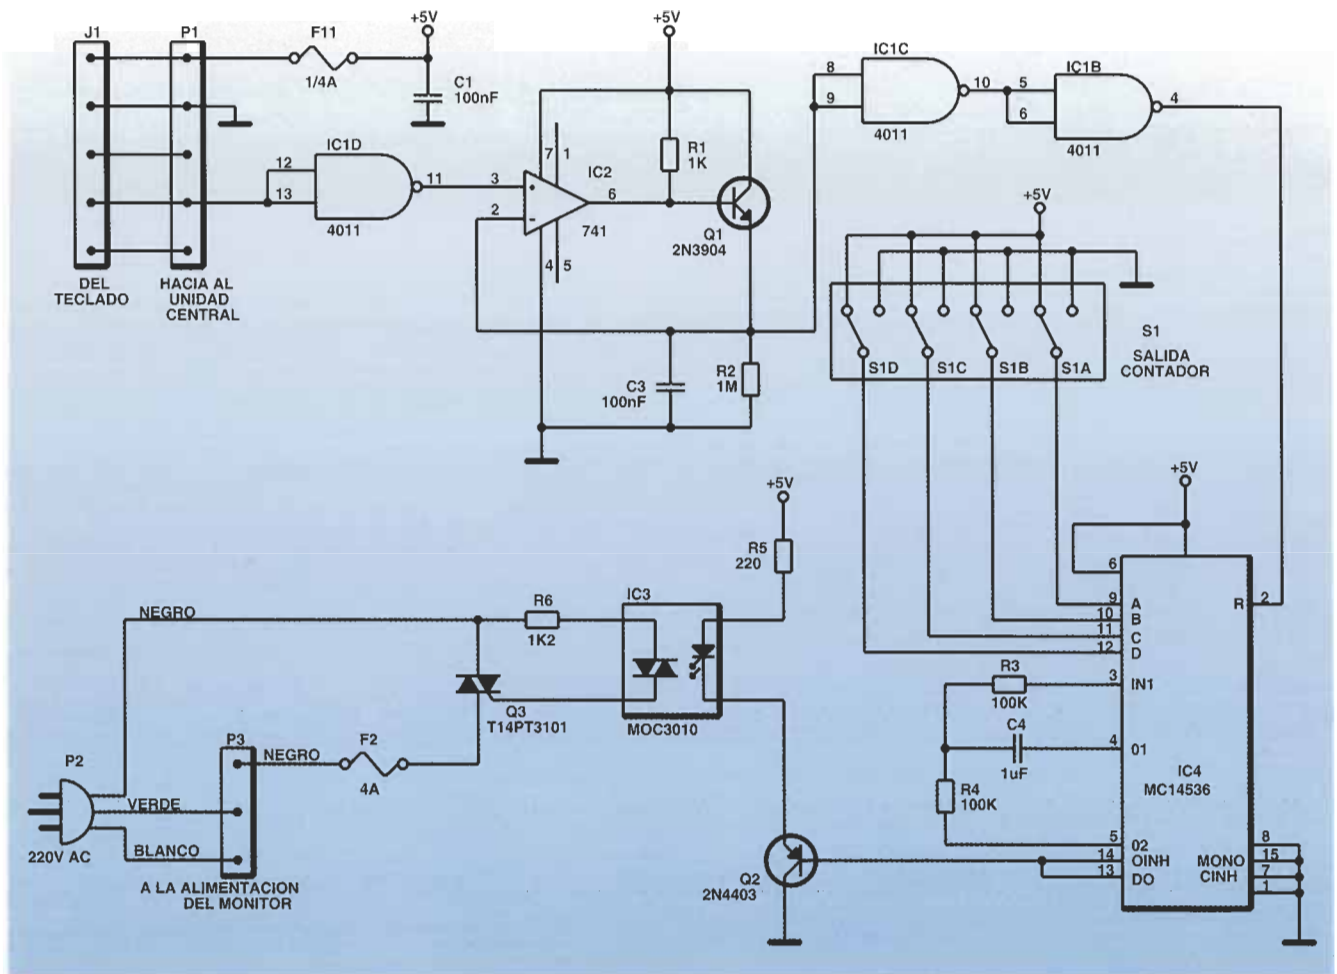 J1
P1
F11
1/4A
+5V
C1
100nF
DEL
TECLADO
HACIA AL
UNIDAD
CENTRAL
IC1D
12
13
11
4011
+5V
3
2
7
1
IC2
6
741
4
5
R1
1K
Q1
2N3904
C3
100nF
R2
1M
IC1C
8
9
10
4011
IC1B
5
6
4
4011
+5V
S1D
S1C
S1B
S1A
S1
SALIDA
CONTADOR
+5V
6
9
A
10
B
11
C
12
D
R
2
3
IN1
R3
100K
C4
1uF
4
01
R4
100K
IC4
MC14536
5
02
14
OINH
13
DO
MONO
CINH
8
15
7
1
+5V
R5
220
IC3
MOC3010
R6
1K2
NEGRO
Q3
T14PT3101
P3
NEGRO
F2
4A
P2
VERDE
BLANCO
220V AC
A LA ALIMENTACION
DEL MONITOR
Q2
2N4403